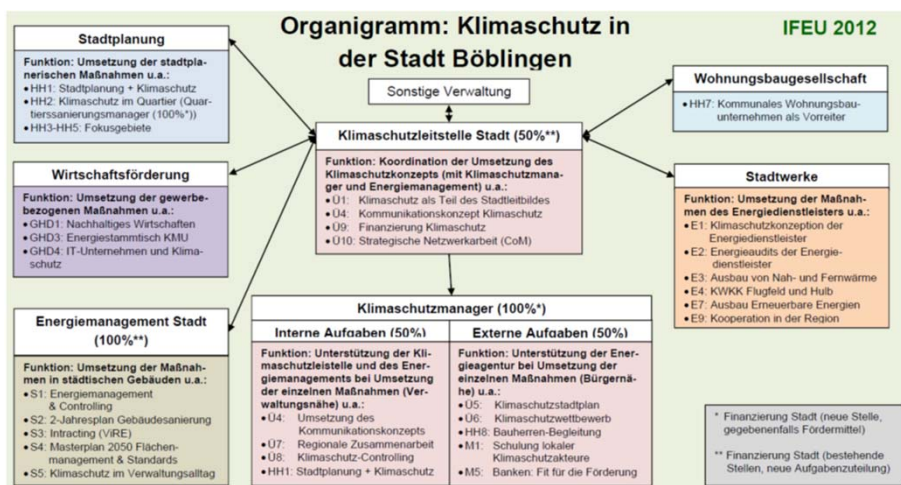 Organigramm: Klimaschutz in
der Stadt Böblingen
IFEU 2012
Stadtplanung
Funktion: Umsetzung der stadtpla-
nerischen Maßnahmen u.a.:
•HH1: Stadtplanung + Klimaschutz
•HH2: Klimaschutz im Quartier (Quar-
tierssanierungsmanager (100%*))
•HH3-HH5: Fokusgebiete
Sonstige Verwaltung
Wohnungsbaugesellschaft
•HH7: Kommunales Wohnungsbau-
unternehmen als Vorreiter
Klimaschutzleitstelle Stadt (50%**)
Funktion: Koordination der Umsetzung des
Klimaschutzkonzepts (mit Klimaschutzmana-
ger und Energiemanagement) u.a.:
•Ü1: Klimaschutz als Teil des Stadtleitbildes
•Ü4: Kommunikationskonzept Klimaschutz
•Ü9: Finanzierung Klimaschutz
•Ü10: Strategische Netzwerkarbeit (CoM)
Wirtschaftsförderung
Funktion: Umsetzung der gewerbe-
bezogenen Maßnahmen u.a.:
•GHD1: Nachhaltiges Wirtschaften
•GHD3: Energiestammtisch KMU
•GHD4: IT-Unternehmen und Klima-
schutz
Stadtwerke
Funktion: Umsetzung der Maßnahmen
des Energiedienstleisters u.a.:
•E1: Klimaschutzkonzeption der
Energiedienstleister
•E2: Energieaudits der Energie-
dienstleister
•E3: Ausbau von Nah- und Fernwärme
•E4: KWKK Flugfeld und Hulb
•E7: Ausbau Erneuerbare Energien
•E9: Kooperation in der Region
Energiemanagement Stadt
(100%**)
Funktion: Umsetzung der Maßnah-
men in städtischen Gebäuden u.a.:
•S1: Energiemanagement
& Controlling
•S2: 2-Jahresplan Gebäudesanierung
•S3: Intracting (ViRE)
•S4: Masterplan 2050 Flächen-
management & Standards
•S5: Klimaschutz im Verwaltungsalltag
Klimaschutzmanager (100%*)
Interne Aufgaben (50%)
Funktion: Unterstützung der Kli-
maschutzleistelle und des Ener-
giemanagements bei Umsetzung
der einzelnen Maßnahmen (Ver-
waltungsnähe) u.a.:
•Ü4: Umsetzung des
Kommunikationskonzepts
•Ü7: Regionale Zusammenarbeit
•Ü8: Klimaschutz-Controlling
•HH1: Stadtplanung + Klimaschutz
Externe Aufgaben (50%)
Funktion: Unterstützung der Ener-
gieagentur bei Umsetzung der
einzelnen Maßnahmen (Bürgernä-
he) u.a.:
•Ü5: Klimaschutzstadtplan
•Ü6: Klimaschutzwettbewerb
•HH8: Bauherren-Begleitung
•M1: Schulung lokaler
Klimaschutzakteure
•M5: Banken: Fit für die Förderung
* Finanzierung Stadt (neue Stelle,
gegebenenfalls Fördermittel)
** Finanzierung Stadt (bestehende
Stellen, neue Aufgabenzuteilung)